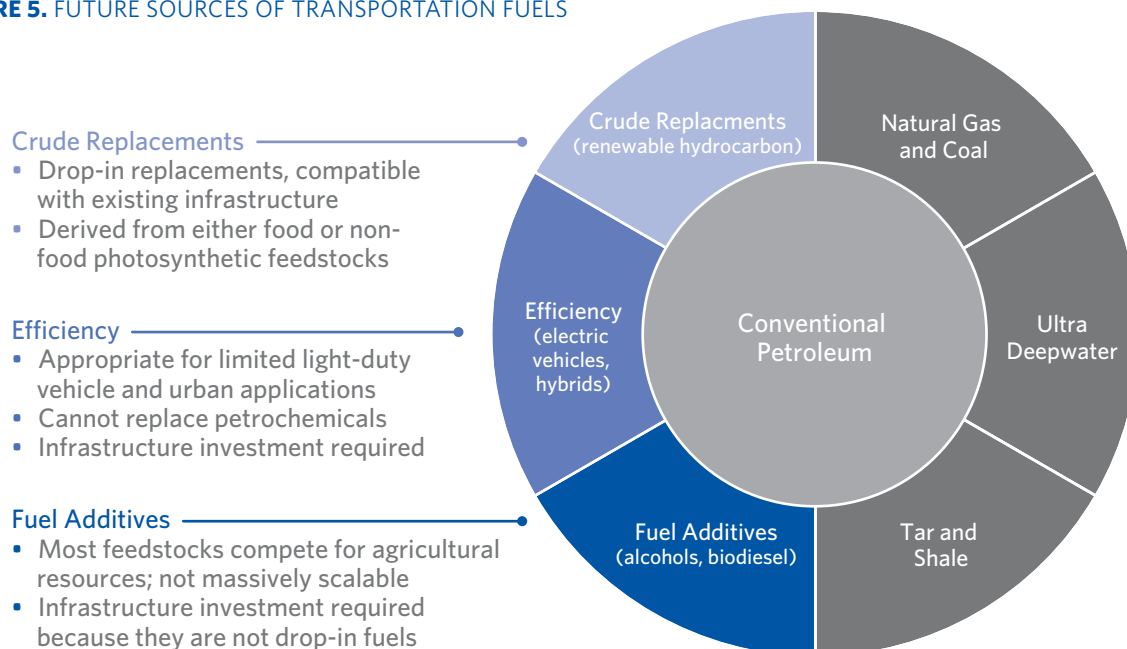 RE 5. FUTURE SOURCES OF TRANSPORTATION FUELS
Crude Replacements
• Drop-in replacements, compatible
with existing infrastructure
• Derived from either food or non-
food photosynthetic feedstocks
Efficiency
• Appropriate for limited light-duty
vehicle and urban applications
• Cannot replace petrochemicals
• Infrastructure investment required
Fuel Additives
• Most feedstocks compete for agricultural
resources; not massively scalable
• Infrastructure investment required
because they are not drop-in fuels
Crude Replacments
(renewable hydrocarbon)
Natural Gas
and Coal
Efficiency
(electric
vehicles,
hybrids)
Conventional
Petroleum
Ultra
Deepwater
Fuel Additives
(alcohols, biodiesel)
Tar and
Shale